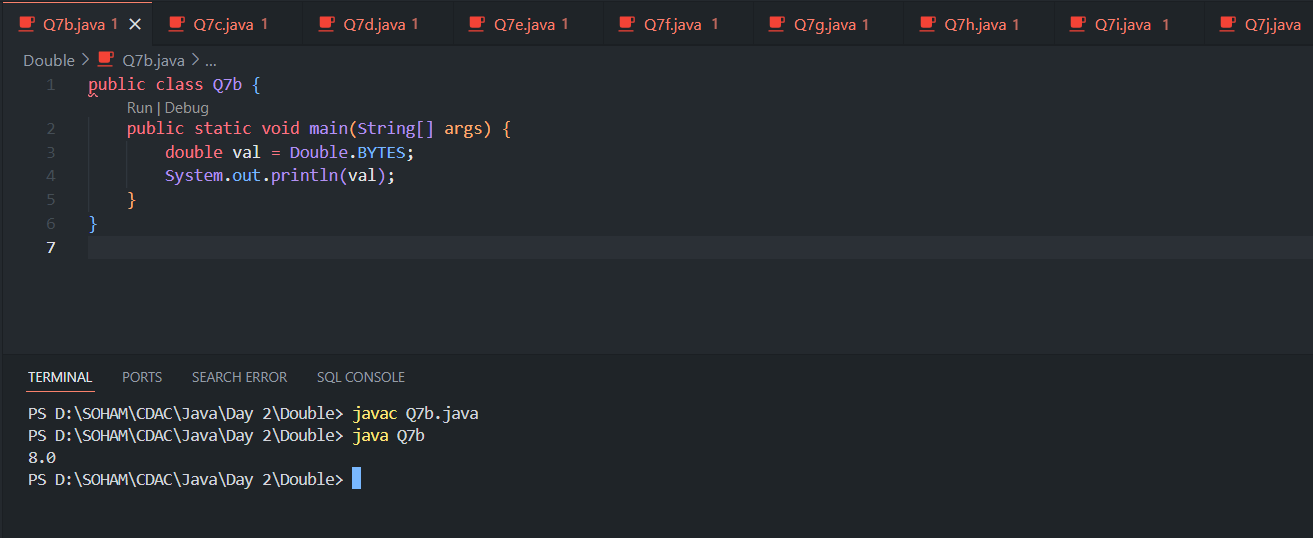 Q7b.java 1 Q7c.java 1 Q7d.java 1 Q7e.java 1 Q7f.java 1 Q7g.java 1 Q7h.java 1 Q7i.java 1 Q7j.java
Double > Q7b.java > ...
1 public class Q7b {
Run | Debug
2 public static void main(String[] args) {
3 double val = Double.BYTES;
4 System.out.println(val);
5 }
6 }
7
TERMINAL PORTS SEARCH ERROR SQL CONSOLE
PS D:\SOHAM\CDAC\Java\Day 2\Double> javac Q7b.java
PS D:\SOHAM\CDAC\Java\Day 2\Double> java Q7b
8.0
PS D:\SOHAM\CDAC\Java\Day 2\Double>